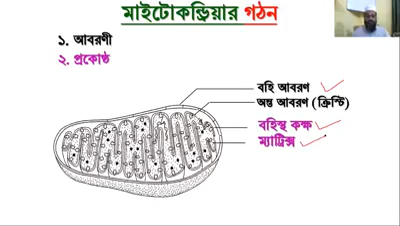 মাইটোকন্ড্রিয়ার গঠন
১. আবরণী
২. প্রকোষ্ঠ
বহি আবরণ
অন্ত আবরণ (ক্রিস্টি)
বহিস্থ কক্ষ
ম্যাট্রিক্স